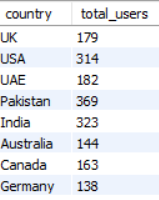 country total_users
UK 179
USA 314
UAE 182
Pakistan 369
India 323
Australia 144
Canada 163
Germany 138